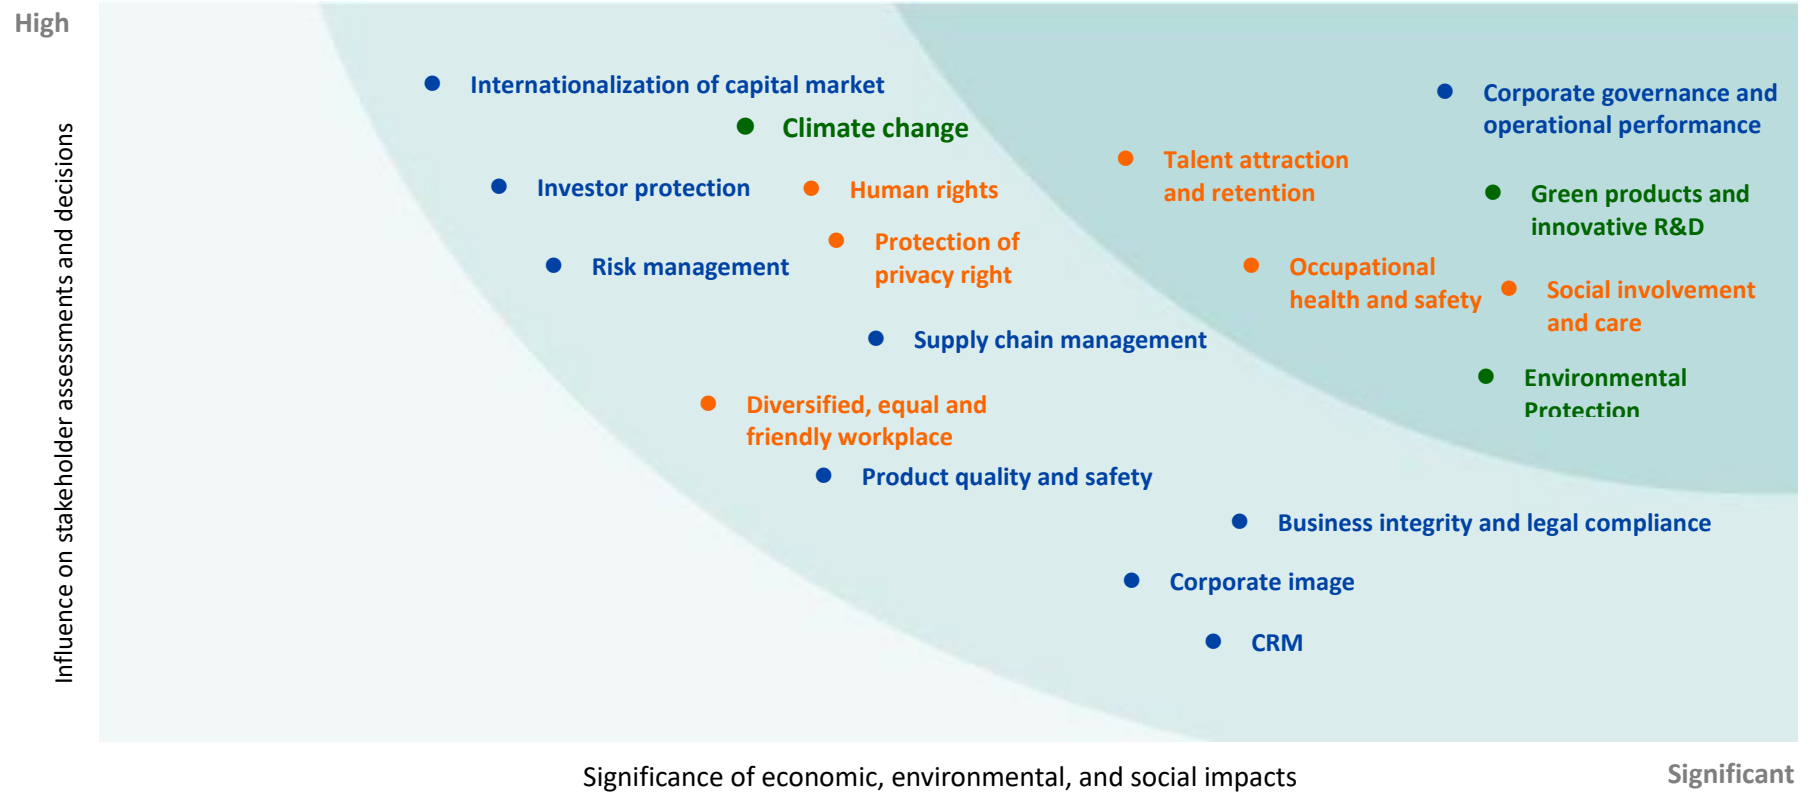 High
Influence on stakeholder assessments and decisions
Internationalization of capital market
Climate change
Investor protection
Human rights
Protection of
privacy right
Risk management
Supply chain management
Diversified, equal and
friendly workplace
Product quality and safety
Corporate governance and
operational performance
Talent attraction
and retention
Green products and
innovative R&D
Occupational
health and safety
Social involvement
and care
Environmental
Protection
Business integrity and legal compliance
Corporate image
CRM
Significance of economic, environmental, and social impacts
Significant